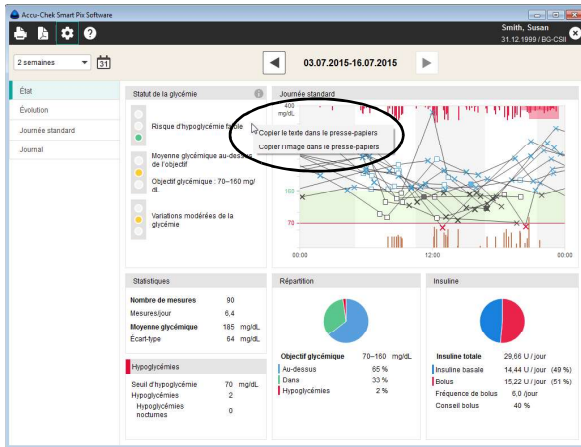 Accu-Chek Smart Pix Software
Smith, Susan
31.12.1999 / BG-CSII
2 semaines
31
03.07.2015-16.07.2015
État
Évolution
Journée standard
Journal
Statut de la glycémie
Risque d'hypoglycémie faible
Moyenne glycémique au-dessus
de l'objectif
Objectif glycémique : 70–160 mg/
dL
Variations modérées de la
glycémie
Journée standard
400
mg/dL
Copier le texte dans le presse-papiers
Copier l'image dans le presse-papiers
160
70
00:00
12:00
00:00
Statistiques
Nombre de mesures 90
Mesures/jour 6,4
Moyenne glycémique 185 mg/dL
Écart-type 64 mg/dL
Hypoglycémies
Seuil d'hypoglycémie 70 mg/dL
Hypoglycémies 2
Hypoglycémies
nocturnes 0
Répartition
Objectif glycémique 70–160 mg/dL
Au-dessus 65 %
Dans 33 %
Hypoglycémies 2 %
Insuline
Insuline totale 29,66 U / jour
Insuline basale 14,44 U / jour (49 %)
Bolus 15,22 U / jour (51 %)
Fréquence de bolus 6,0 /jour
Conseil bolus 40 %